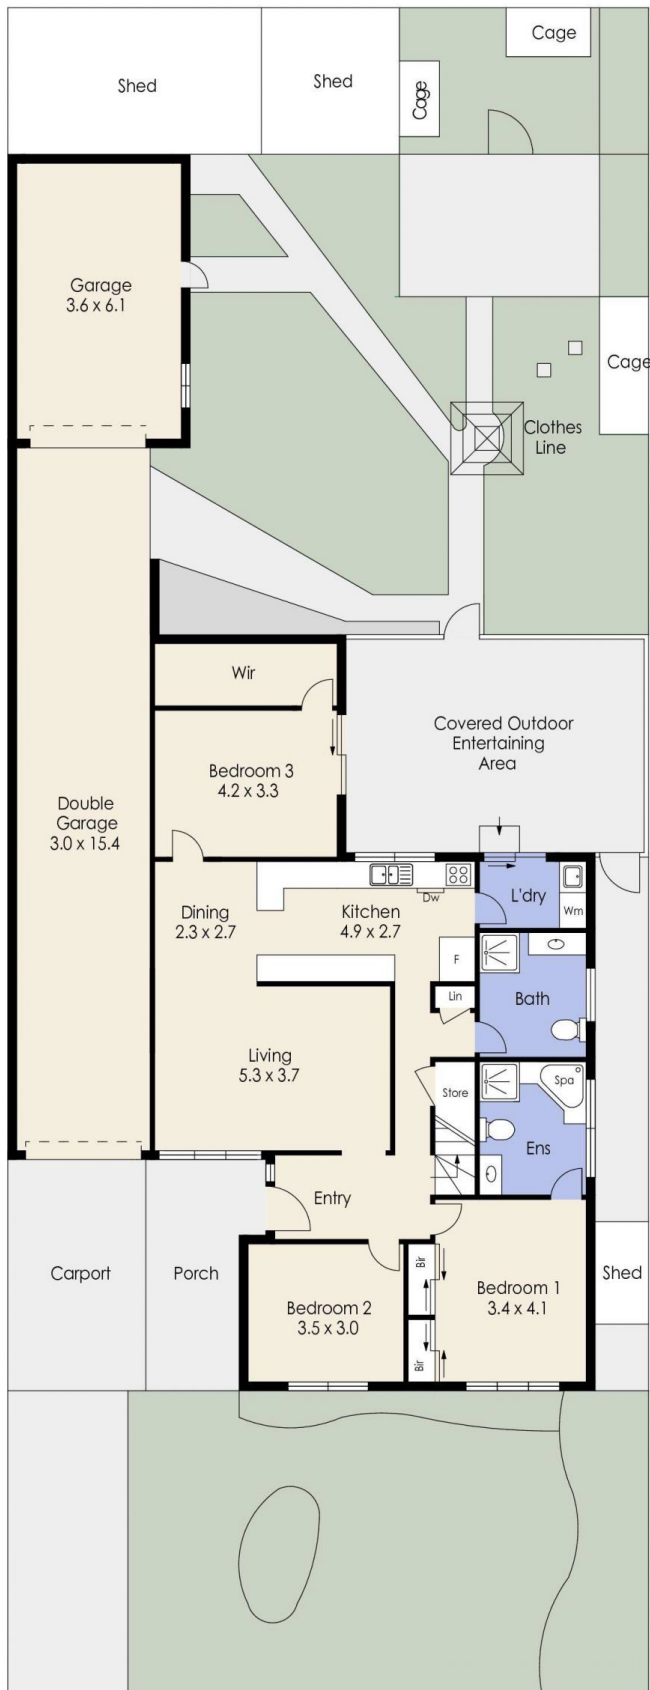 Cage
Shed
Shed
Cage
Garage
3.6 x 6.1
Cage
Clothes
Line
Wir
Covered Outdoor
Entertaining
Area
Bedroom 3
4.2 x 3.3
Double
Garage
3.0 x 15.4
L'dry
Dw
Wm
Dining
2.3 x 2.7
Kitchen
4.9 x 2.7
F
Lin
Bath
Living
5.3 x 3.7
Store
Spa
Ens
Entry
Carport
Porch
Bir
Bedroom 1
3.4 x 4.1
Shed
Bedroom 2
3.5 x 3.0
Bir